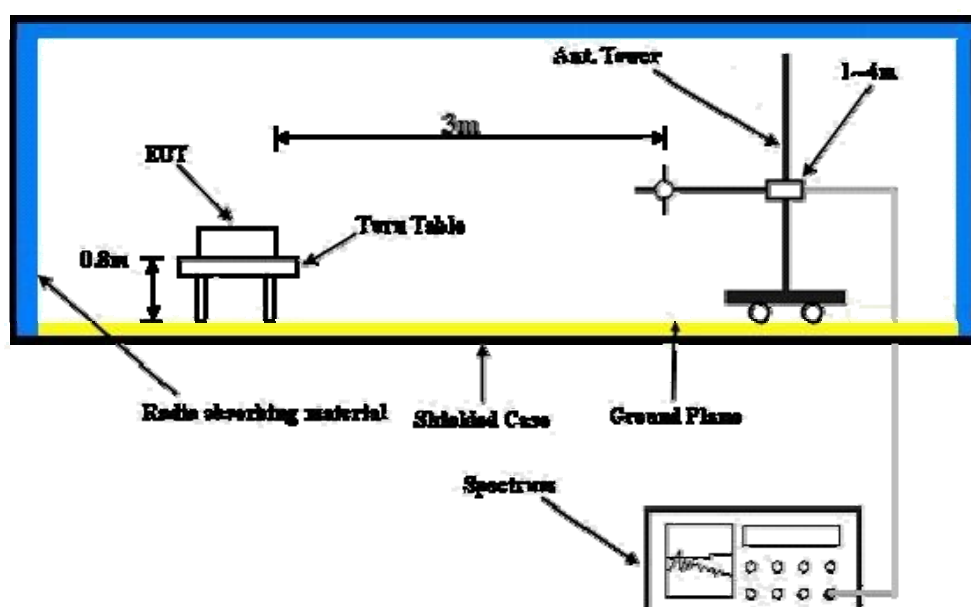 Ant. Tower
1~4m
3m
EUT
Turn Table
0.8m
Radio absorbing material
Shielded Case
Ground Plane
Spectrum